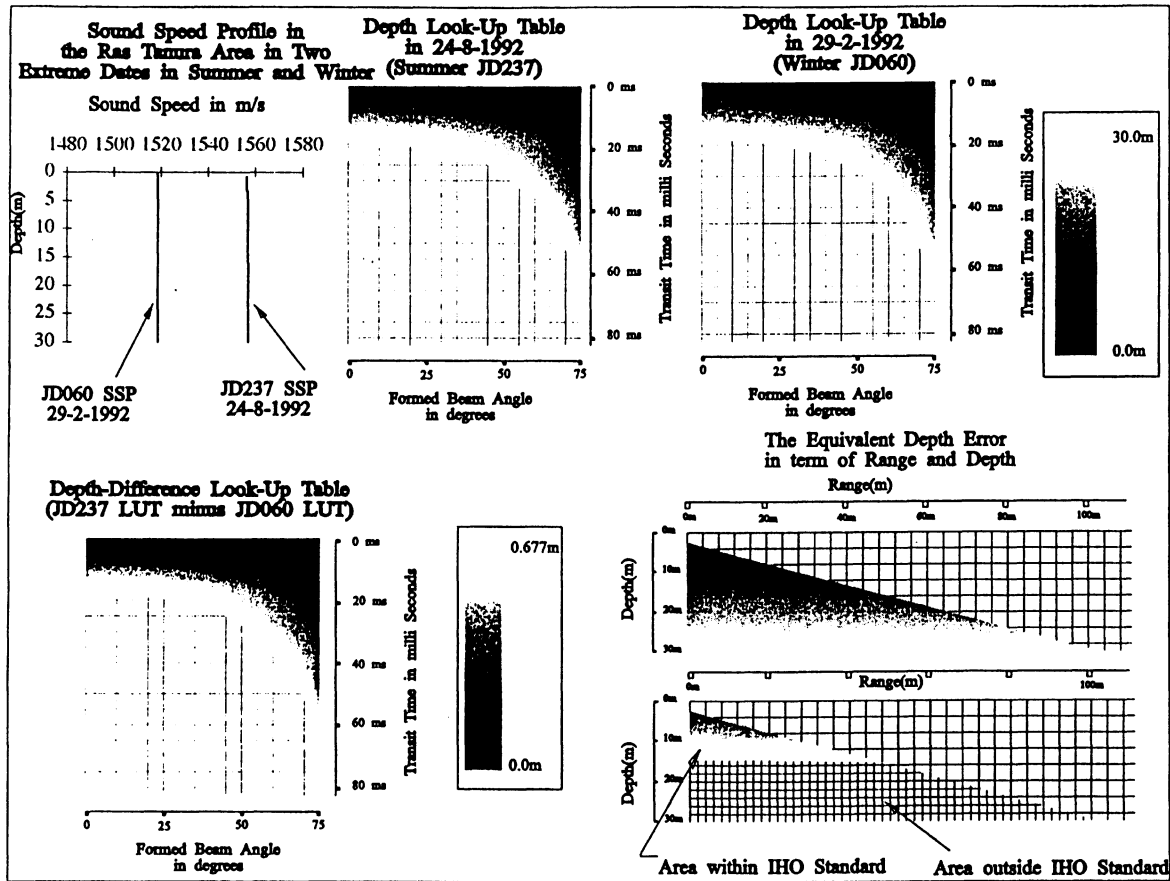 Sound Speed Profile in
the Ras Tanura Area in Two
Extreme Dates in Summer and Winter
Sound Speed in m/s
1480 1500 1520 1540 1560 1580
Depth(m)
0
5
10
15
20
25
30
JD060 SSP
29-2-1992
JD237 SSP
24-8-1992
Depth Look-Up Table
in 24-8-1992
(Summer JD237)
0 ms
20 ms
40 ms
60 ms
80 ms
Transit Time in milli Seconds
0 25 50 75
Formed Beam Angle
in degrees
Depth Look-Up Table
in 29-2-1992
(Winter JD060)
0 ms
20 ms
40 ms
60 ms
80 ms
Transit Time in milli Seconds
0 25 50 75
Formed Beam Angle
in degrees
30.0m
0.0m
Depth-Difference Look-Up Table
(JD237 LUT minus JD060 LUT)
0 ms
20 ms
40 ms
60 ms
80 ms
Transit Time in milli Seconds
0 25 50 75
Formed Beam Angle
in degrees
0.677m
0.0m
The Equivalent Depth Error
in term of Range and Depth
Range(m)
0m 20m 40m 60m 80m 100m
Depth(m)
0m
10m
20m
30m
Range(m)
0m 100m
Depth(m)
0m
10m
20m
30m
Area within IHO Standard
Area outside IHO Standard